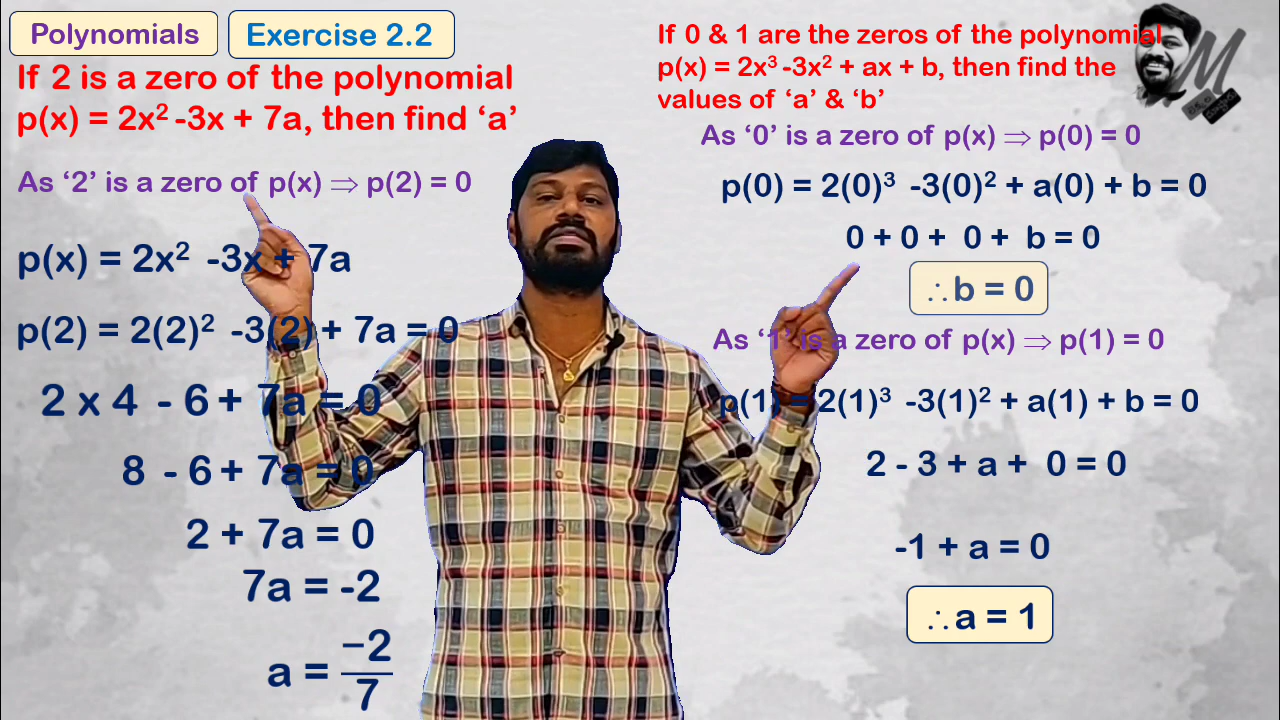 Polynomials
Exercise 2.2
If 2 is a zero of the polynomial
p(x) = 2x² -3x + 7a, then find ‘a’
As ‘2’ is a zero of p(x) ⇒ p(2) = 0
p(x) = 2x² -3x + 7a
p(2) = 2(2)² -3(2) + 7a = 0
2 x 4 - 6 + 7a = 0
8 - 6 + 7a = 0
2 + 7a = 0
7a = -2
a = −2/7
If 0 & 1 are the zeros of the polynomial
p(x) = 2x³ -3x² + ax + b, then find the
values of ‘a’ & ‘b’
As ‘0’ is a zero of p(x) ⇒ p(0) = 0
p(0) = 2(0)³ -3(0)² + a(0) + b = 0
0 + 0 + 0 + b = 0
∴b = 0
As ‘1’ is a zero of p(x) ⇒ p(1) = 0
p(1) = 2(1)³ -3(1)² + a(1) + b = 0
2 - 3 + a + 0 = 0
-1 + a = 0
∴a = 1
M